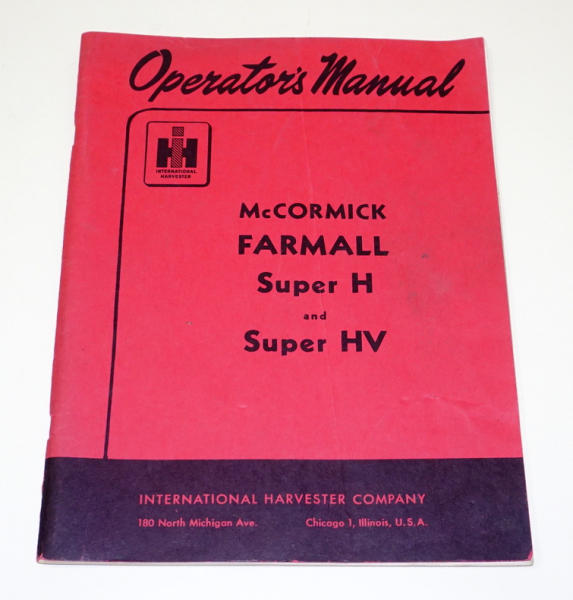 Operator's Manual
IH
INTERNATIONAL
HARVESTER
McCORMICK
FARMALL
Super H
and
Super HV
INTERNATIONAL HARVESTER COMPANY
180 North Michigan Ave. Chicago 1, Illinois, U.S.A.